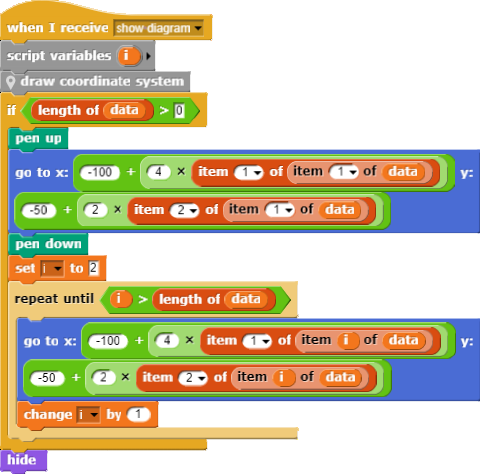 when I receive show diagram
script variables i
draw coordinate system
if length of data > 0
pen up
go to x: -100 + 4 × item 1 of item 1 of data y:
-50 + 2 × item 2 of item 1 of data
pen down
set i to 2
repeat until i > length of data
go to x: -100 + 4 × item 1 of item i of data y:
-50 + 2 × item 2 of item i of data
change i by 1
hide